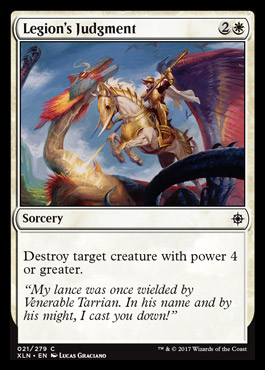 Legion's Judgment 2
Sorcery
Destroy target creature with power 4
or greater.
“My lance was once wielded by
Venerable Tarrian. In his name and by
his might, I cast you down!”
021/279 C
XLN • EN Lucas Graciano
™ & © 2017 Wizards of the Coast